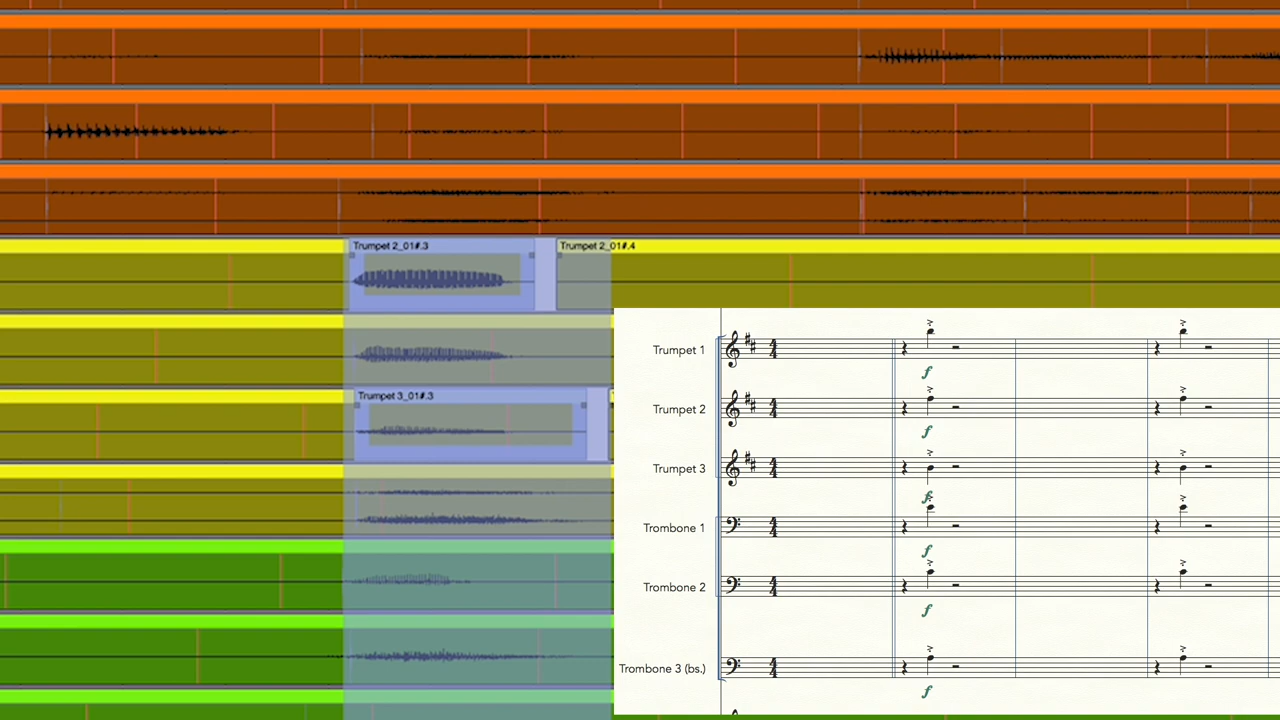 Trumpet 2_01#.3
Trumpet 2_01#.4
Trumpet 3_01#.3
Trumpet 1
f
Trumpet 2
f
Trumpet 3
f
Trombone 1
f
Trombone 2
f
Trombone 3 (bs.)
f